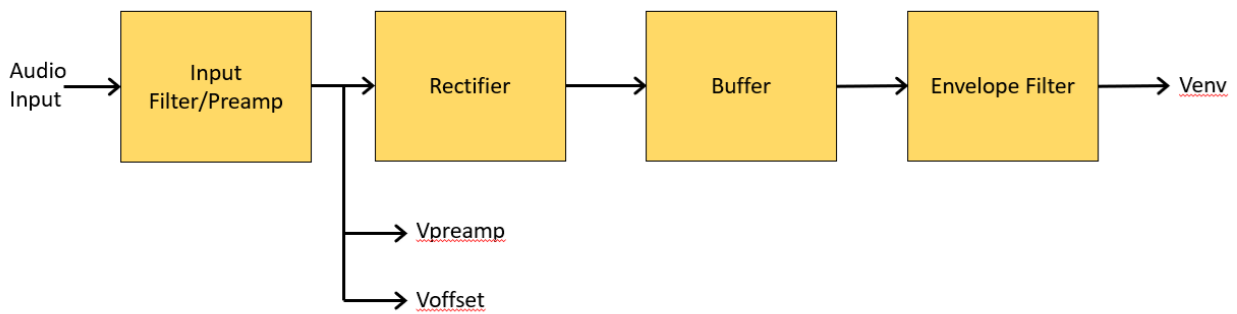 Audio
Input
Input
Filter/Preamp
Rectifier
Buffer
Envelope Filter
Venv
Vpreamp
Voffset